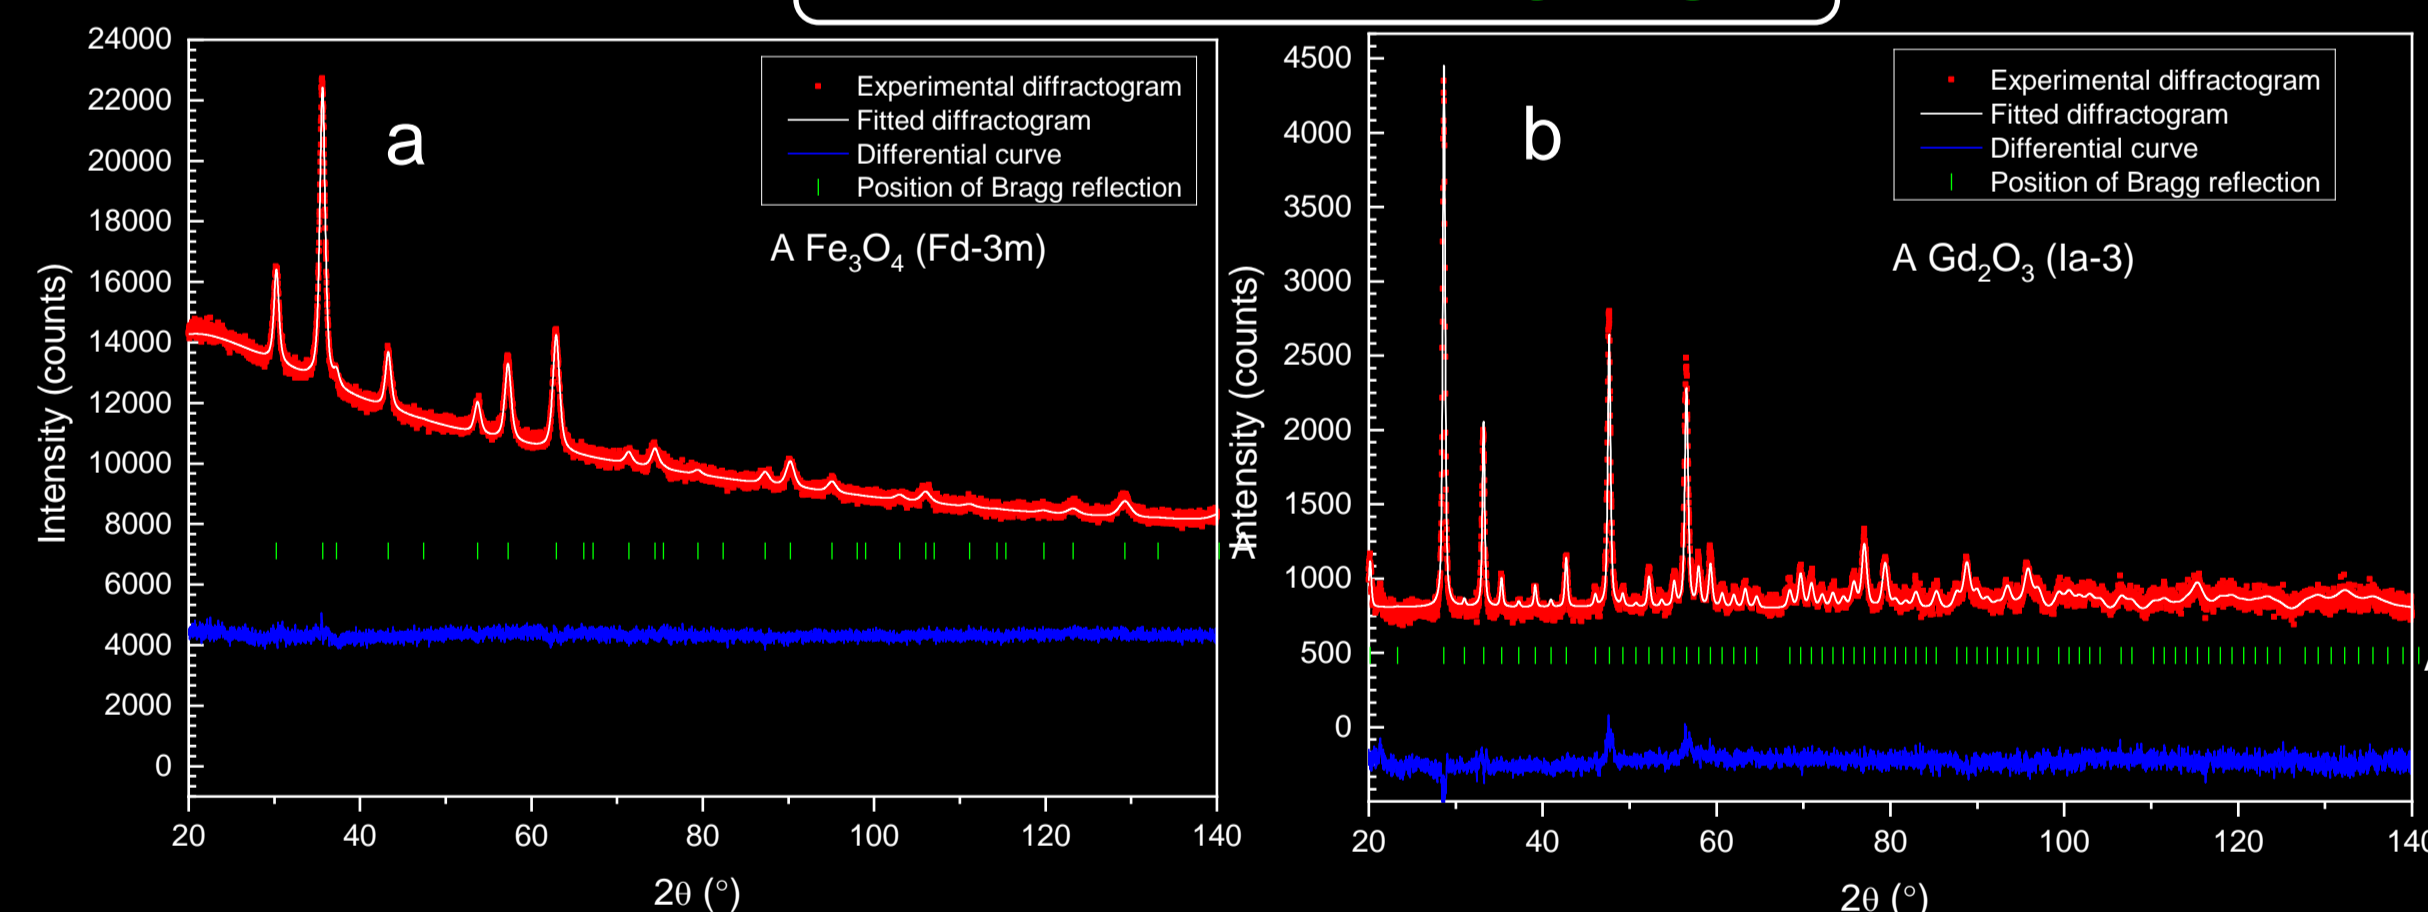 24000
22000
20000
18000
16000
14000
12000
10000
8000
6000
4000
2000
0
Intensity (counts)
a
Experimental diffractogram
Fitted diffractogram
Differential curve
Position of Bragg reflection
A Fe₃O₄ (Fd-3m)
A
20 40 60 80 100 120 140
2θ (°)
4500
4000
3500
3000
2500
2000
1500
1000
500
0
Intensity (counts)
b
Experimental diffractogram
Fitted diffractogram
Differential curve
Position of Bragg reflection
A Gd₂O₃ (Ia-3)
20 40 60 80 100 120 140
2θ (°)